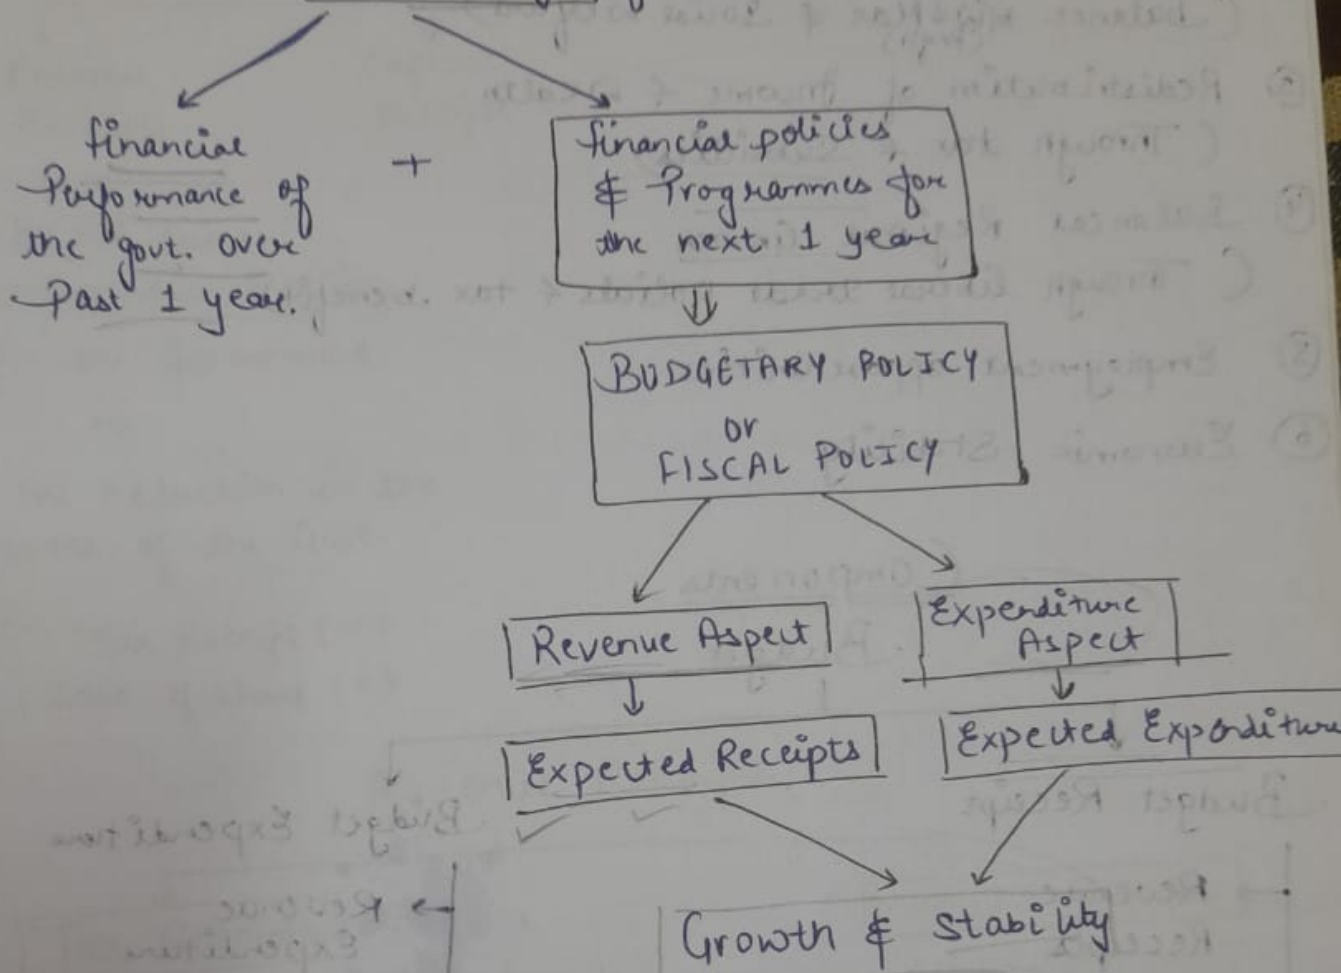 financial
Performance of
the govt. over
Past 1 year.
+
financial policies
& Programmes for
the next 1 year
BUDGETARY POLICY
or
FISCAL POLICY
Revenue Aspect
Expenditure
Aspect
Expected Receipts
Expected Expenditure
Growth & stability